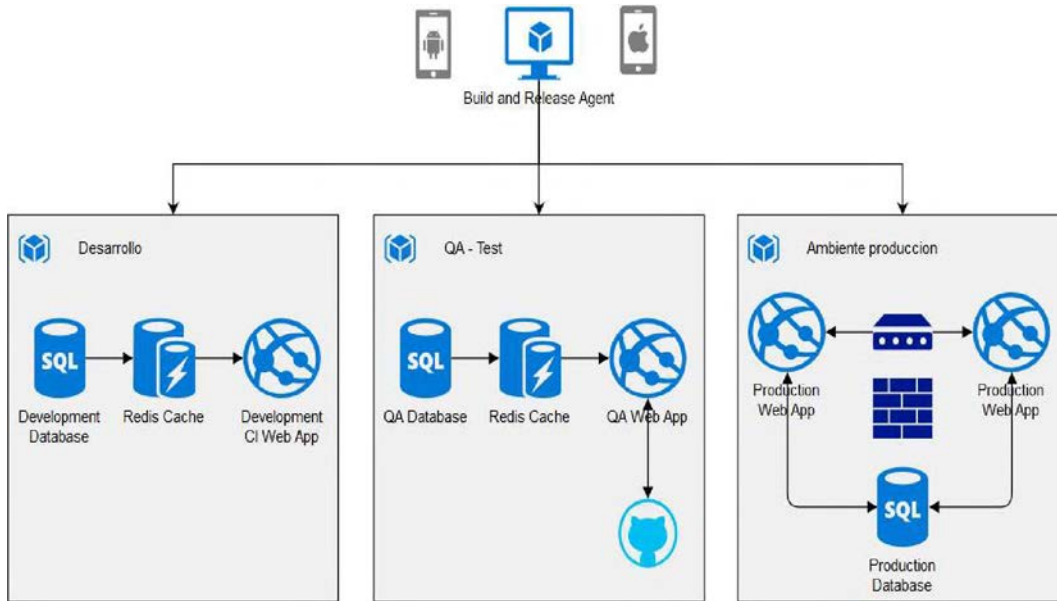 Build and Release Agent
Desarrollo
SQL
Development
Database
Redis Cache
Development
CI Web App
QA - Test
SQL
QA Database
Redis Cache
QA Web App
Ambiente produccion
Production
Web App
Production
Web App
SQL
Production
Database